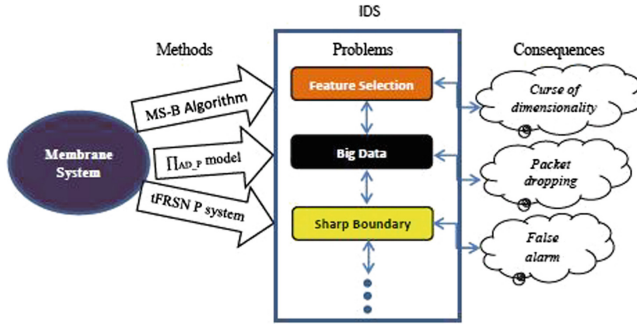 IDS
Methods
Problems
Consequences
Membrane
System
MS-B Algorithm
∏AD_P model
tFRSN P system
Feature Selection
Big Data
Sharp Boundary
Curse of
dimensionality
Packet
dropping
False
alarm